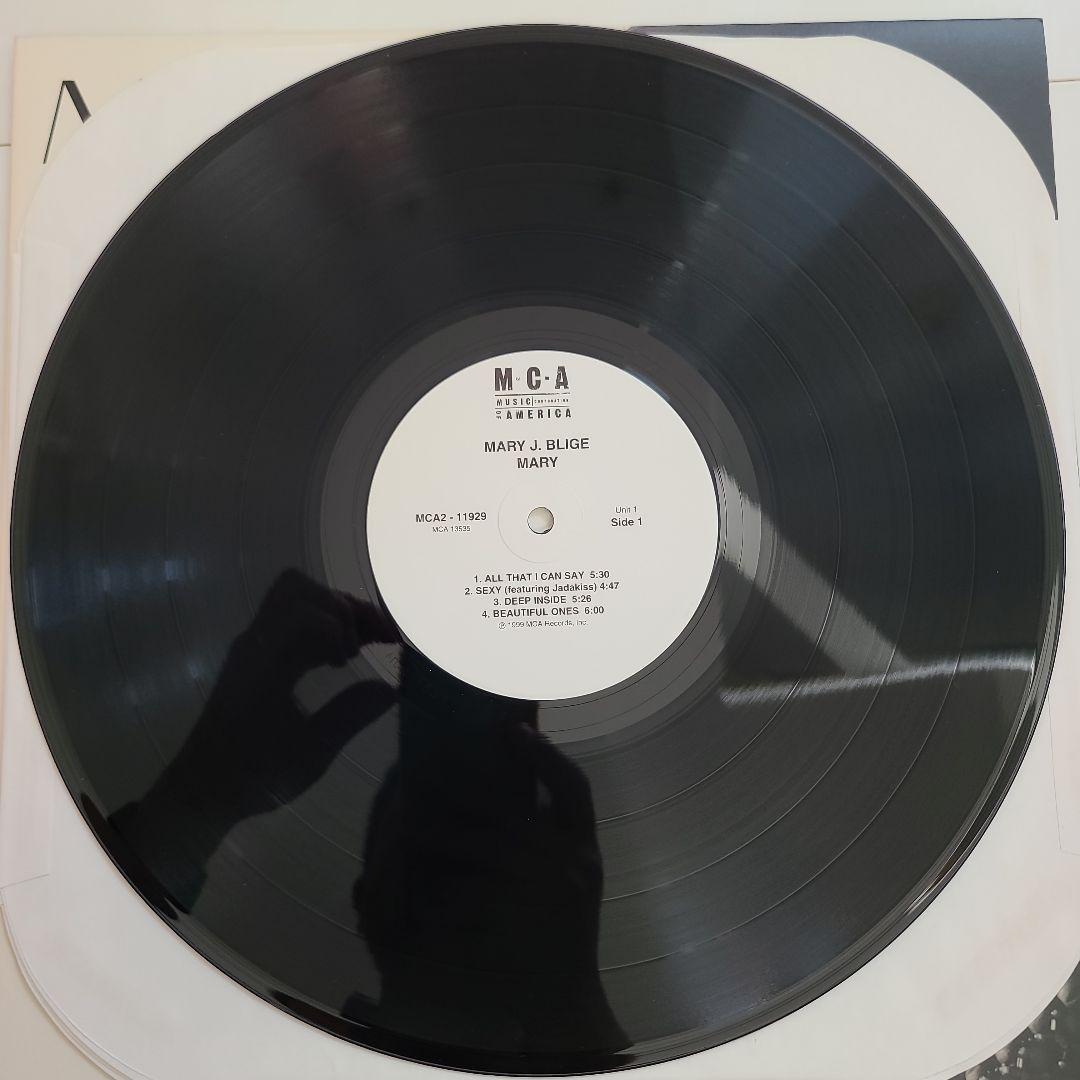 M·C·A
MUSIC CORPORATION
OF AMERICA
MARY J. BLIGE
MARY
MCA2 - 11929
MCA 13535
Unit 1
Side 1
1. ALL THAT I CAN SAY 5:30
2. SEXY (featuring Jadakiss) 4:47
3. DEEP INSIDE 5:26
4. BEAUTIFUL ONES 6:00
℗ 1999 MCA Records, Inc.